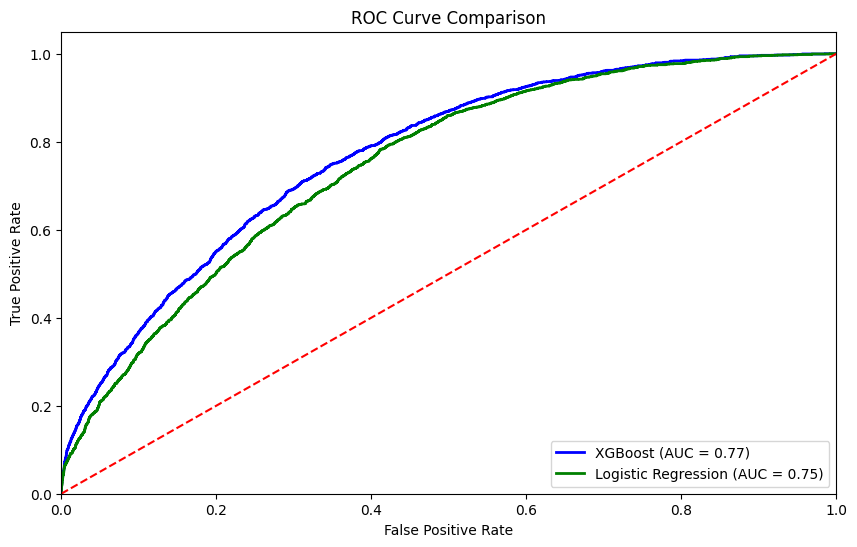 ROC Curve Comparison
True Positive Rate
1.0
0.8
0.6
0.4
0.2
0.0
0.0 0.2 0.4 0.6 0.8 1.0
False Positive Rate
XGBoost (AUC = 0.77)
Logistic Regression (AUC = 0.75)